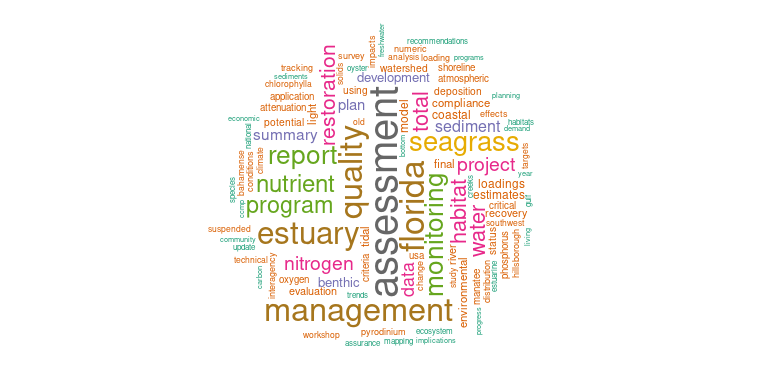 freshwater
recommendations
impacts
numeric
survey
analysis
loading
programs
tracking
solids
oyster
watershed
shoreline
sediments
restoration
development
atmospheric
chlorophylla
using
deposition
planning
application
light
plan
model
total
compliance
attenuation
economic
potential
old
coastal
effects
habitats
national
summary
sediment
demand
bottom
seagrass
climate
report
quality
assessment
targets
conditions
final
project
year
bahamense
nutrient
florida
monitoring
habitat
creeks
loadings
species
program
estimates
gulf
ccmp
critical
recovery
southwest
suspended
estuary
tidal
water
status
living
community
update
river
phosphorus
hillsborough
technical
nitrogen
criteria
usa
data
change
study
environmental
manatee
distribution
estuarine
carbon
interagency
oxygen
benthic
evaluation
trends
management
progress
workshop
pyrodinium
ecosystem
assurance
mapping
implications